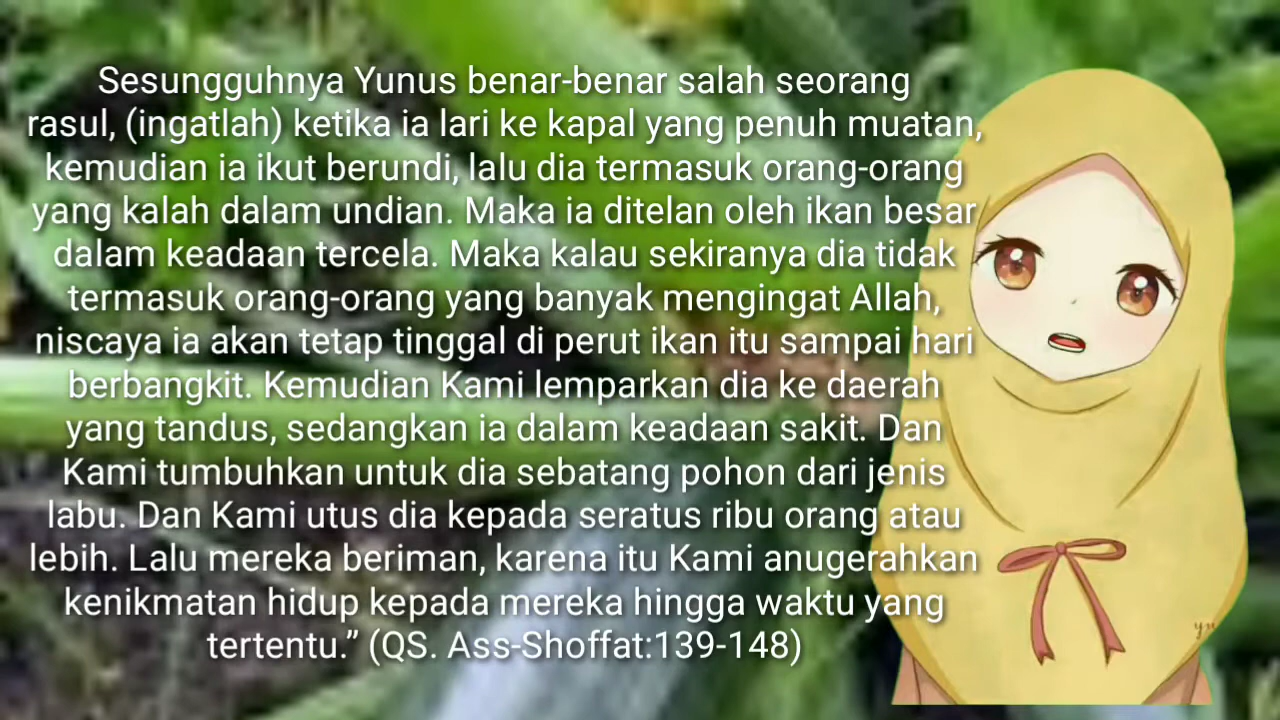 Sesungguhnya Yunus benar-benar salah seorang
rasul, (ingatlah) ketika ia lari ke kapal yang penuh muatan,
kemudian ia ikut berundi, lalu dia termasuk orang-orang
yang kalah dalam undian. Maka ia ditelan oleh ikan besar
dalam keadaan tercela. Maka kalau sekiranya dia tidak
termasuk orang-orang yang banyak mengingat Allah,
niscaya ia akan tetap tinggal di perut ikan itu sampai hari
berbangkit. Kemudian Kami lemparkan dia ke daerah
yang tandus, sedangkan ia dalam keadaan sakit. Dan
Kami tumbuhkan untuk dia sebatang pohon dari jenis
labu. Dan Kami utus dia kepada seratus ribu orang atau
lebih. Lalu mereka beriman, karena itu Kami anugerahkan
kenikmatan hidup kepada mereka hingga waktu yang
tertentu.” (QS. Ass-Shoffat:139-148)